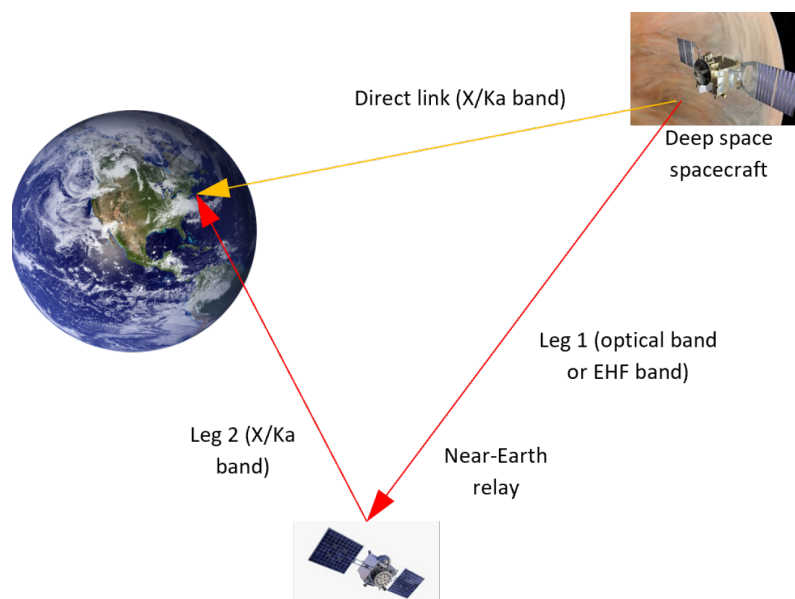 Direct link (X/Ka band)
Deep space
spacecraft
Leg 1 (optical band
or EHF band)
Leg 2 (X/Ka
band)
Near-Earth
relay